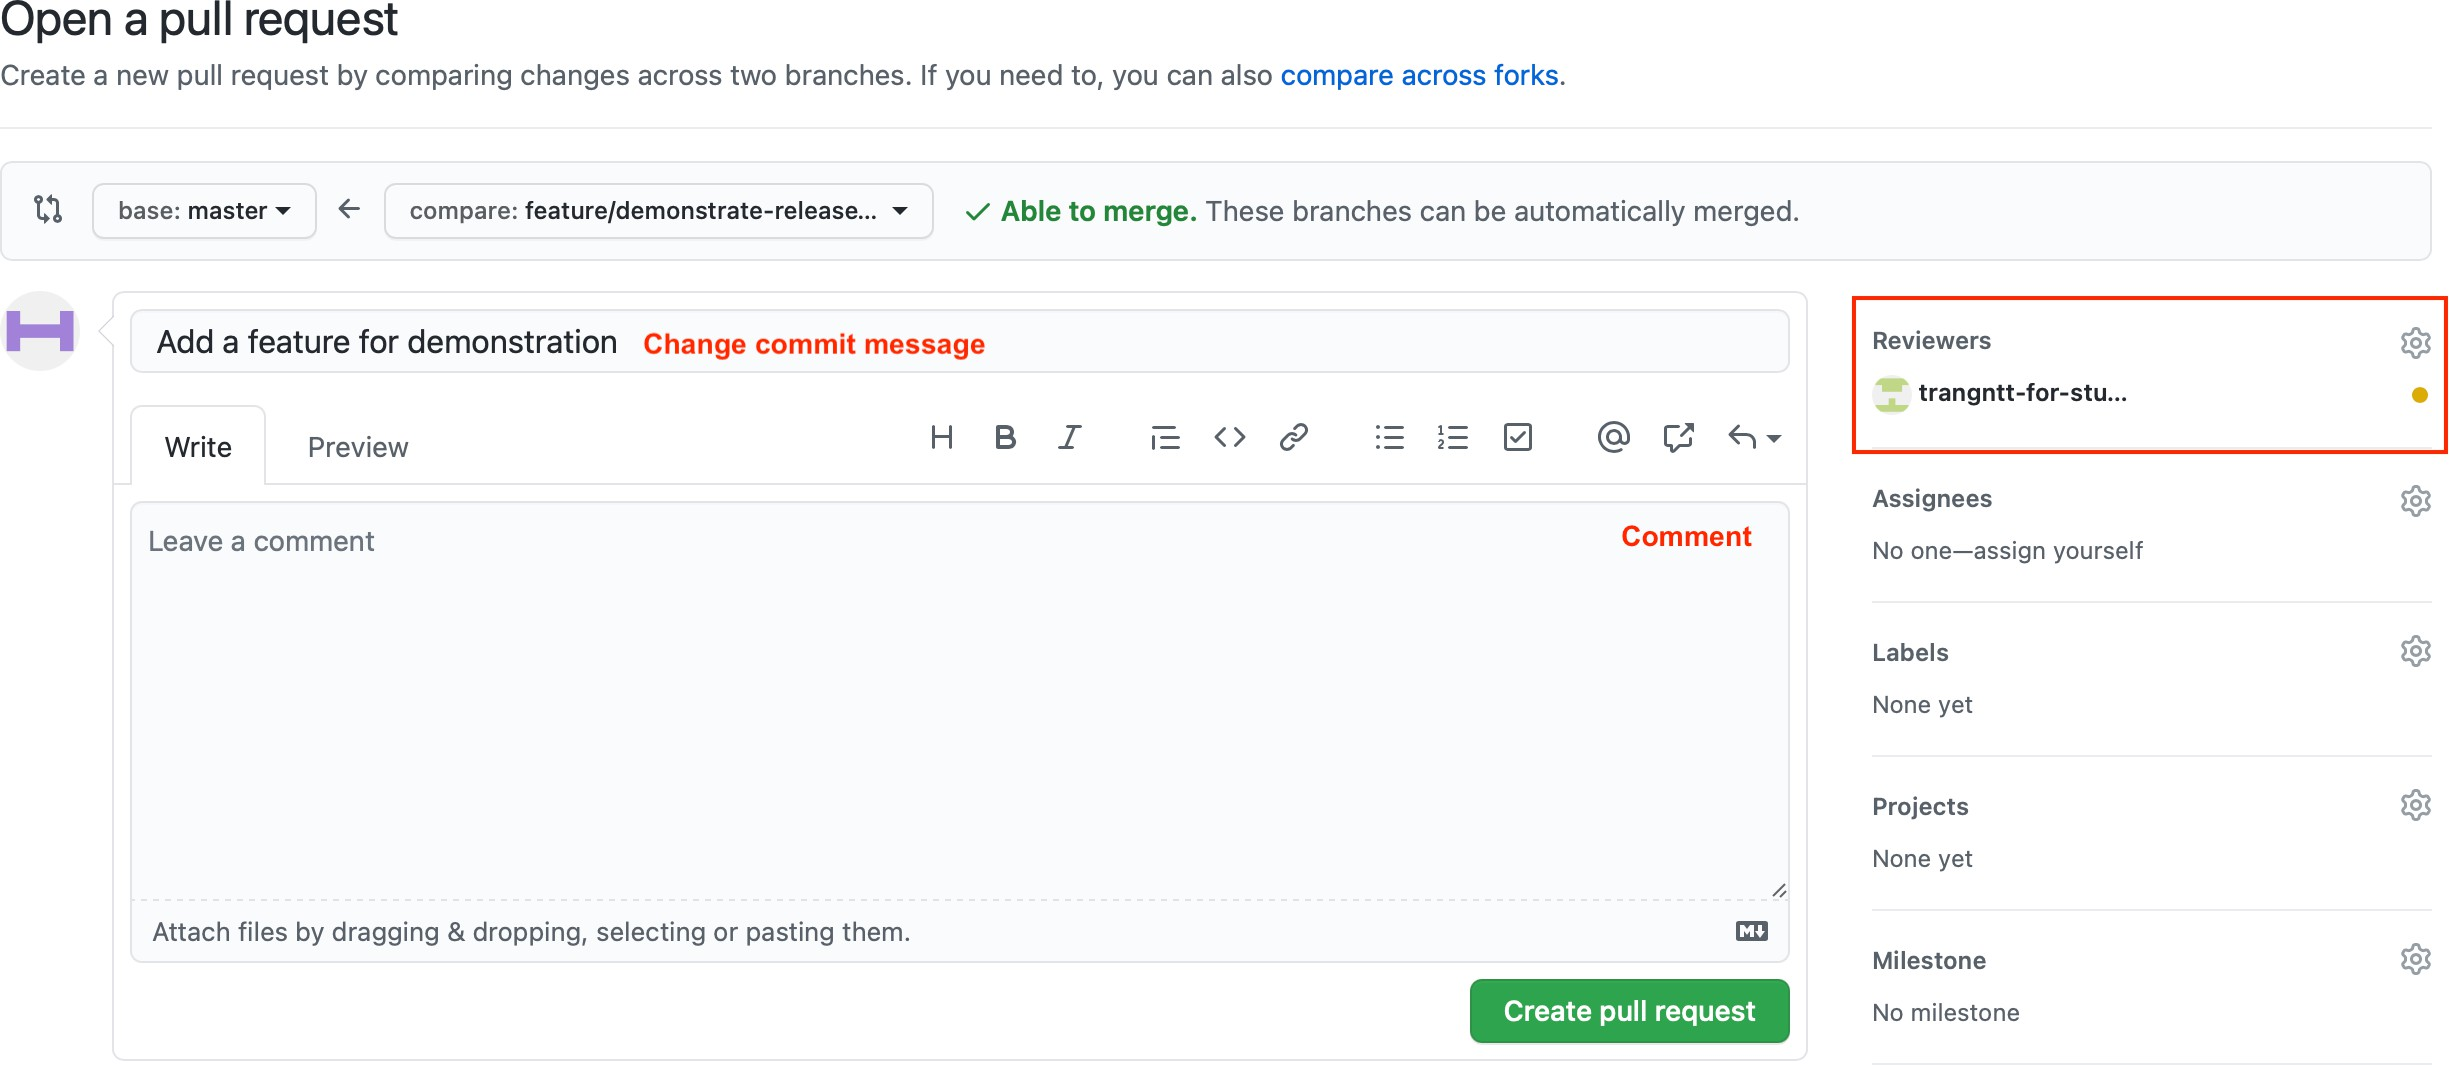 Open a pull request
Create a new pull request by comparing changes across two branches. If you need to, you can also compare across forks.
base: master
compare: feature/demonstrate-release...
Able to merge. These branches can be automatically merged.
Add a feature for demonstration
Change commit message
Write
Preview
Leave a comment
Comment
Attach files by dragging & dropping, selecting or pasting them.
Create pull request
Reviewers
trangntt-for-stu...
Assignees
No one—assign yourself
Labels
None yet
Projects
None yet
Milestone
No milestone